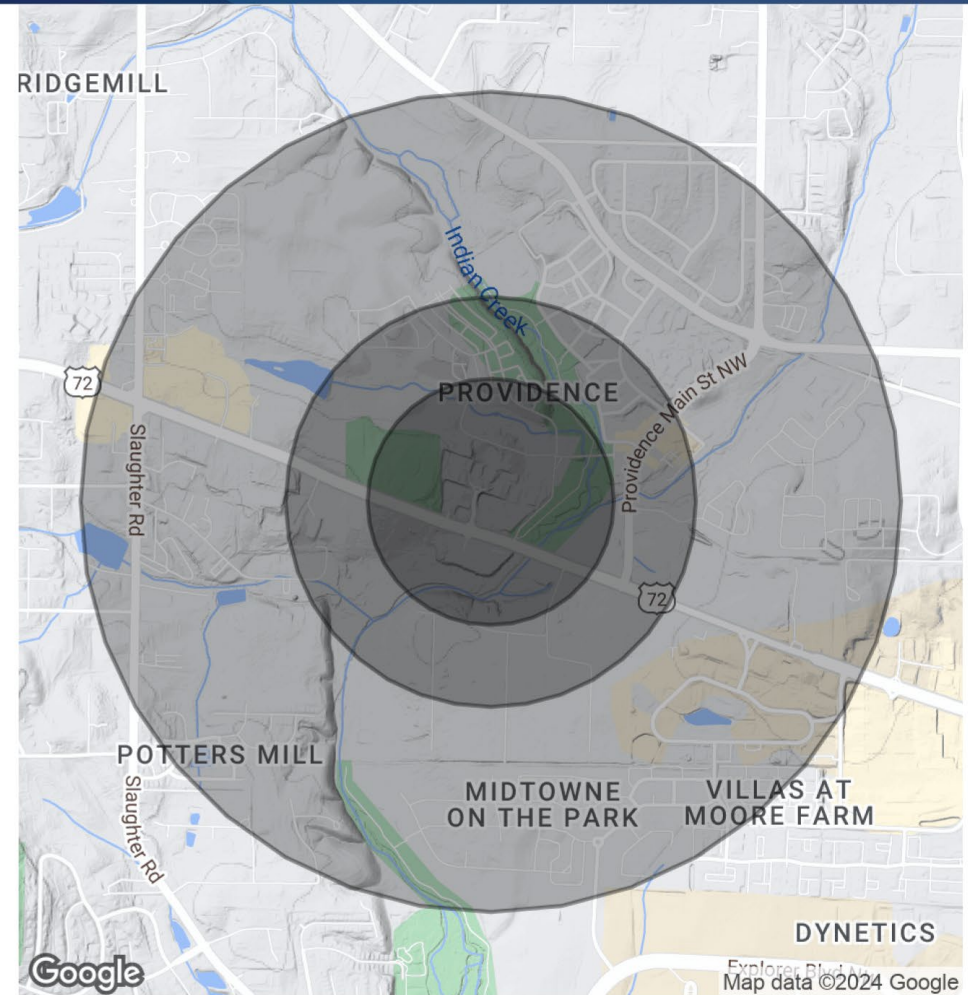 RIDGEMILL
Indian Creek
72
PROVIDENCE
Providence Main St NW
Slaughter Rd
72
POTTERS MILL
MIDTOWNE
ON THE PARK
VILLAS AT
MOORE FARM
Slaughter Rd
DYNETICS
Explorer Blvd
Google
Map data ©2024 Google